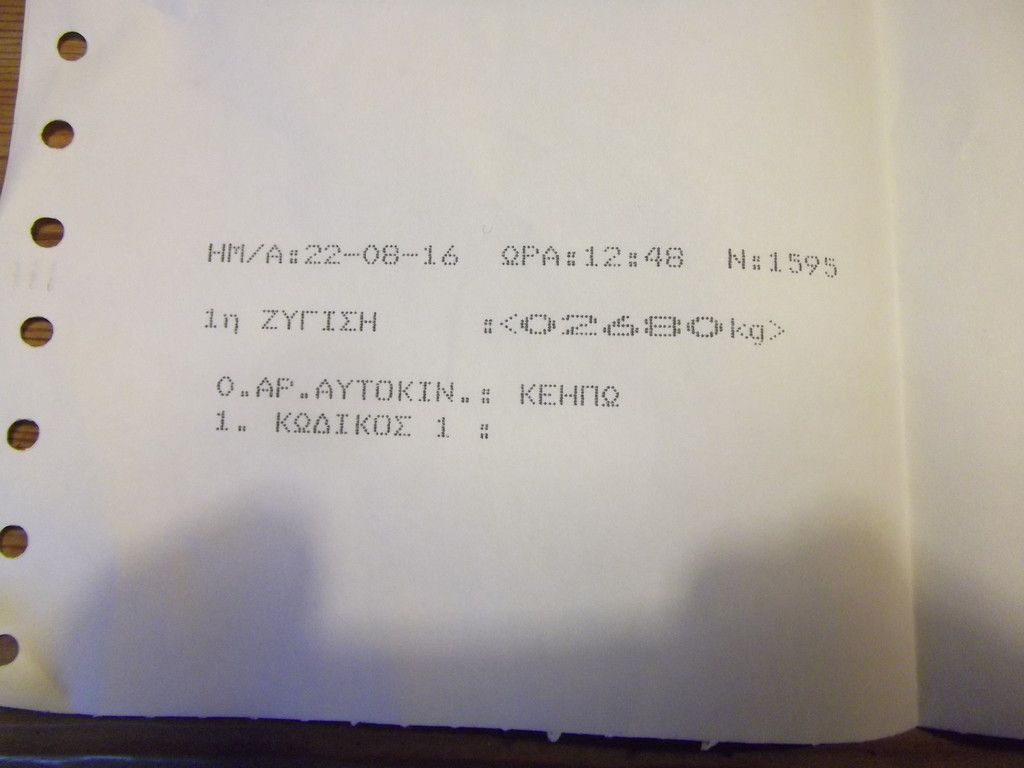 ΗΜ/Α:22-08-16 ΩΡΑ:12:48 Ν:1595
1η ΖΥΓΙΣΗ :<02680kg>
0.ΑΡ.ΑΥΤΟΚΙΝ.: ΚΕΗΠΩ
1. ΚΩΔΙΚΟΣ 1 :